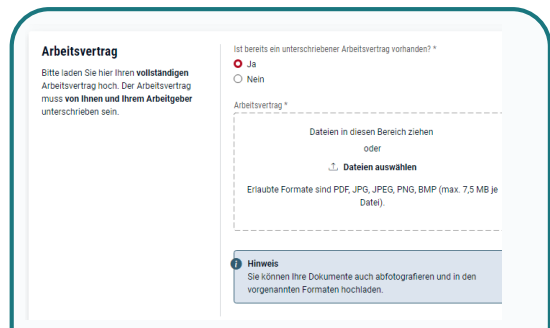 Arbeitsvertrag
Bitte laden Sie hier Ihren vollständigen
Arbeitsvertrag hoch. Der Arbeitsvertrag
muss von Ihnen und Ihrem Arbeitgeber
unterschrieben sein.
Ist bereits ein unterschriebener Arbeitsvertrag vorhanden? *
Ja
Nein
Arbeitsvertrag *
Dateien in diesen Bereich ziehen
oder
Dateien auswählen
Erlaubte Formate sind PDF, JPG, JPEG, PNG, BMP (max. 7,5 MB je
Datei).
i Hinweis
Sie können Ihre Dokumente auch abfotografieren und in den
vorgenannten Formaten hochladen.